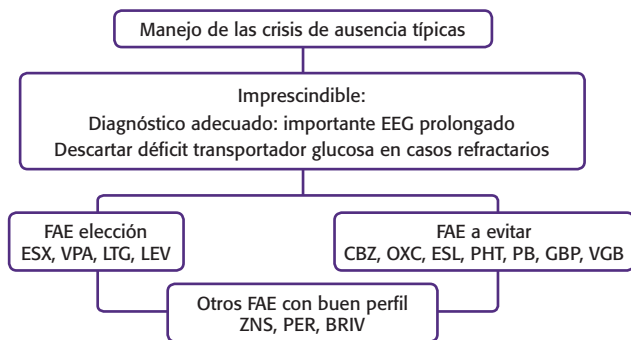 Manejo de las crisis de ausencia típicas
Imprescindible:
Diagnóstico adecuado: importante EEG prolongado
Descartar déficit transportador glucosa en casos refractarios
FAE elección
ESX, VPA, LTG, LEV
FAE a evitar
CBZ, OXC, ESL, PHT, PB, GBP, VGB
Otros FAE con buen perfil
ZNS, PER, BRIV